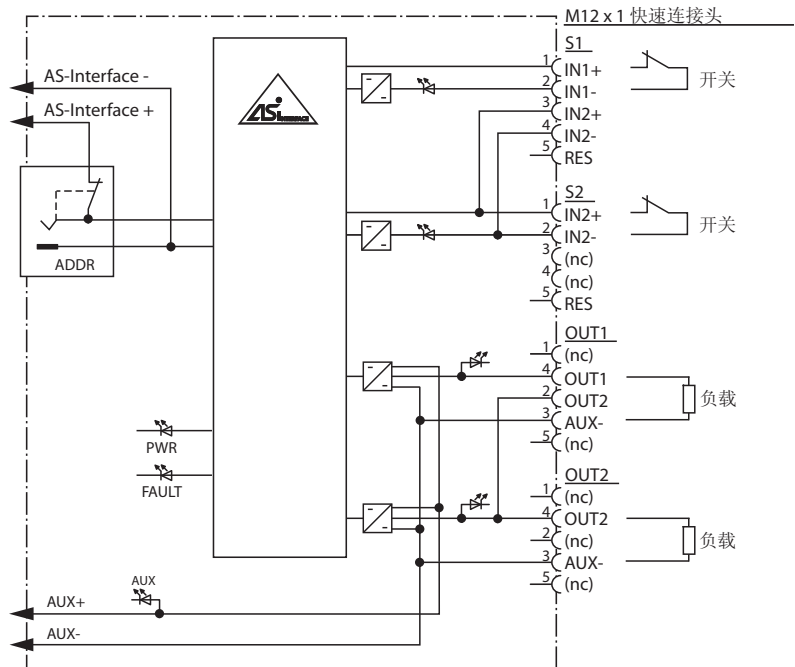 M12 x 1 快速连接头
S1
AS-Interface -
AS-Interface +
ADDR
ASi
INTERFACE
1 IN1+
2 IN1-
3 IN2+
4 IN2-
5 RES
开关
S2
1 IN2+
2 IN2-
3 (nc)
4 (nc)
5 RES
开关
OUT1
1 (nc)
4 OUT1
2 OUT2
3 AUX-
5 (nc)
负载
PWR
FAULT
OUT2
1 (nc)
4 OUT2
2 (nc)
3 AUX-
5 (nc)
负载
AUX
AUX+
AUX-